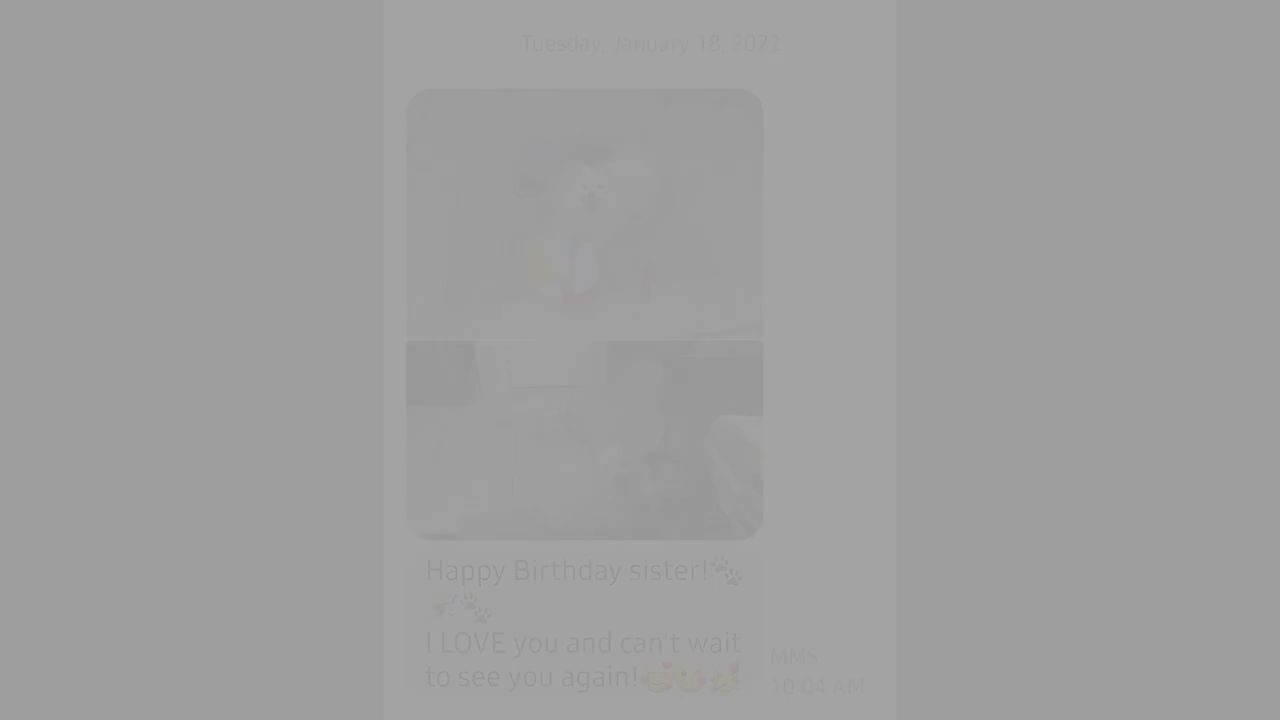 Tuesday, January 18, 2022
Happy Birthday sister!🐾
🎉🐾
I LOVE you and can't wait
to see you again!
MMS
10:04 AM